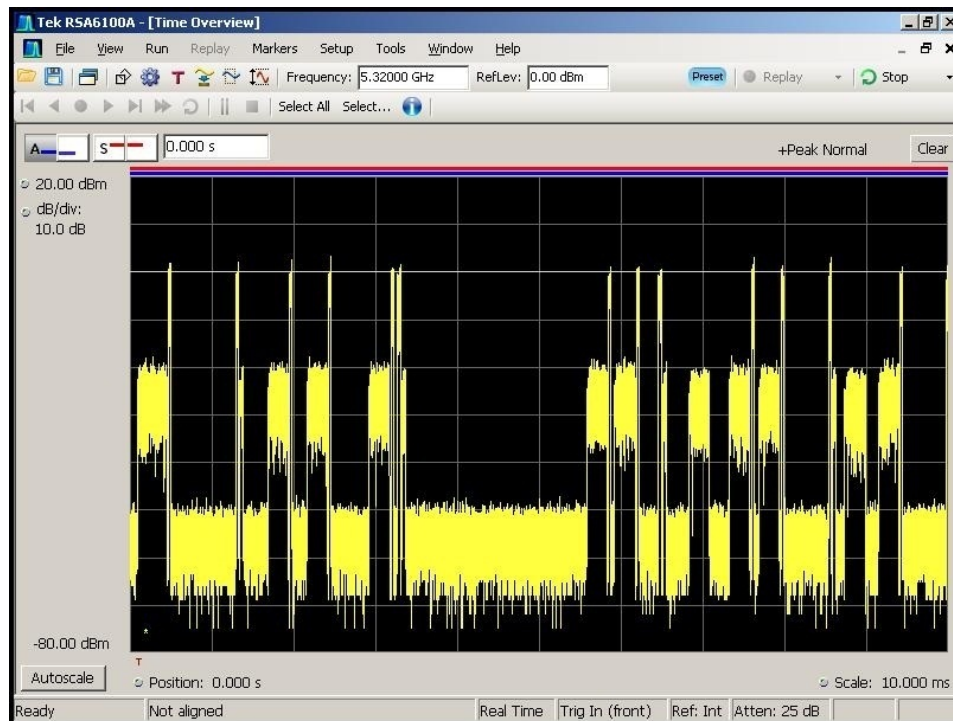 Tek RSA6100A - [Time Overview]
File View Run Replay Markers Setup Tools Window Help
T Frequency: 5.32000 GHz RefLev: 0.00 dBm Preset Replay Stop
Select All Select...
A S 0.000 s +Peak Normal Clear
20.00 dBm
dB/div:
10.0 dB
-80.00 dBm
T
Autoscale Position: 0.000 s Scale: 10.000 ms
Ready Not aligned Real Time Trig In (front) Ref: Int Atten: 25 dB